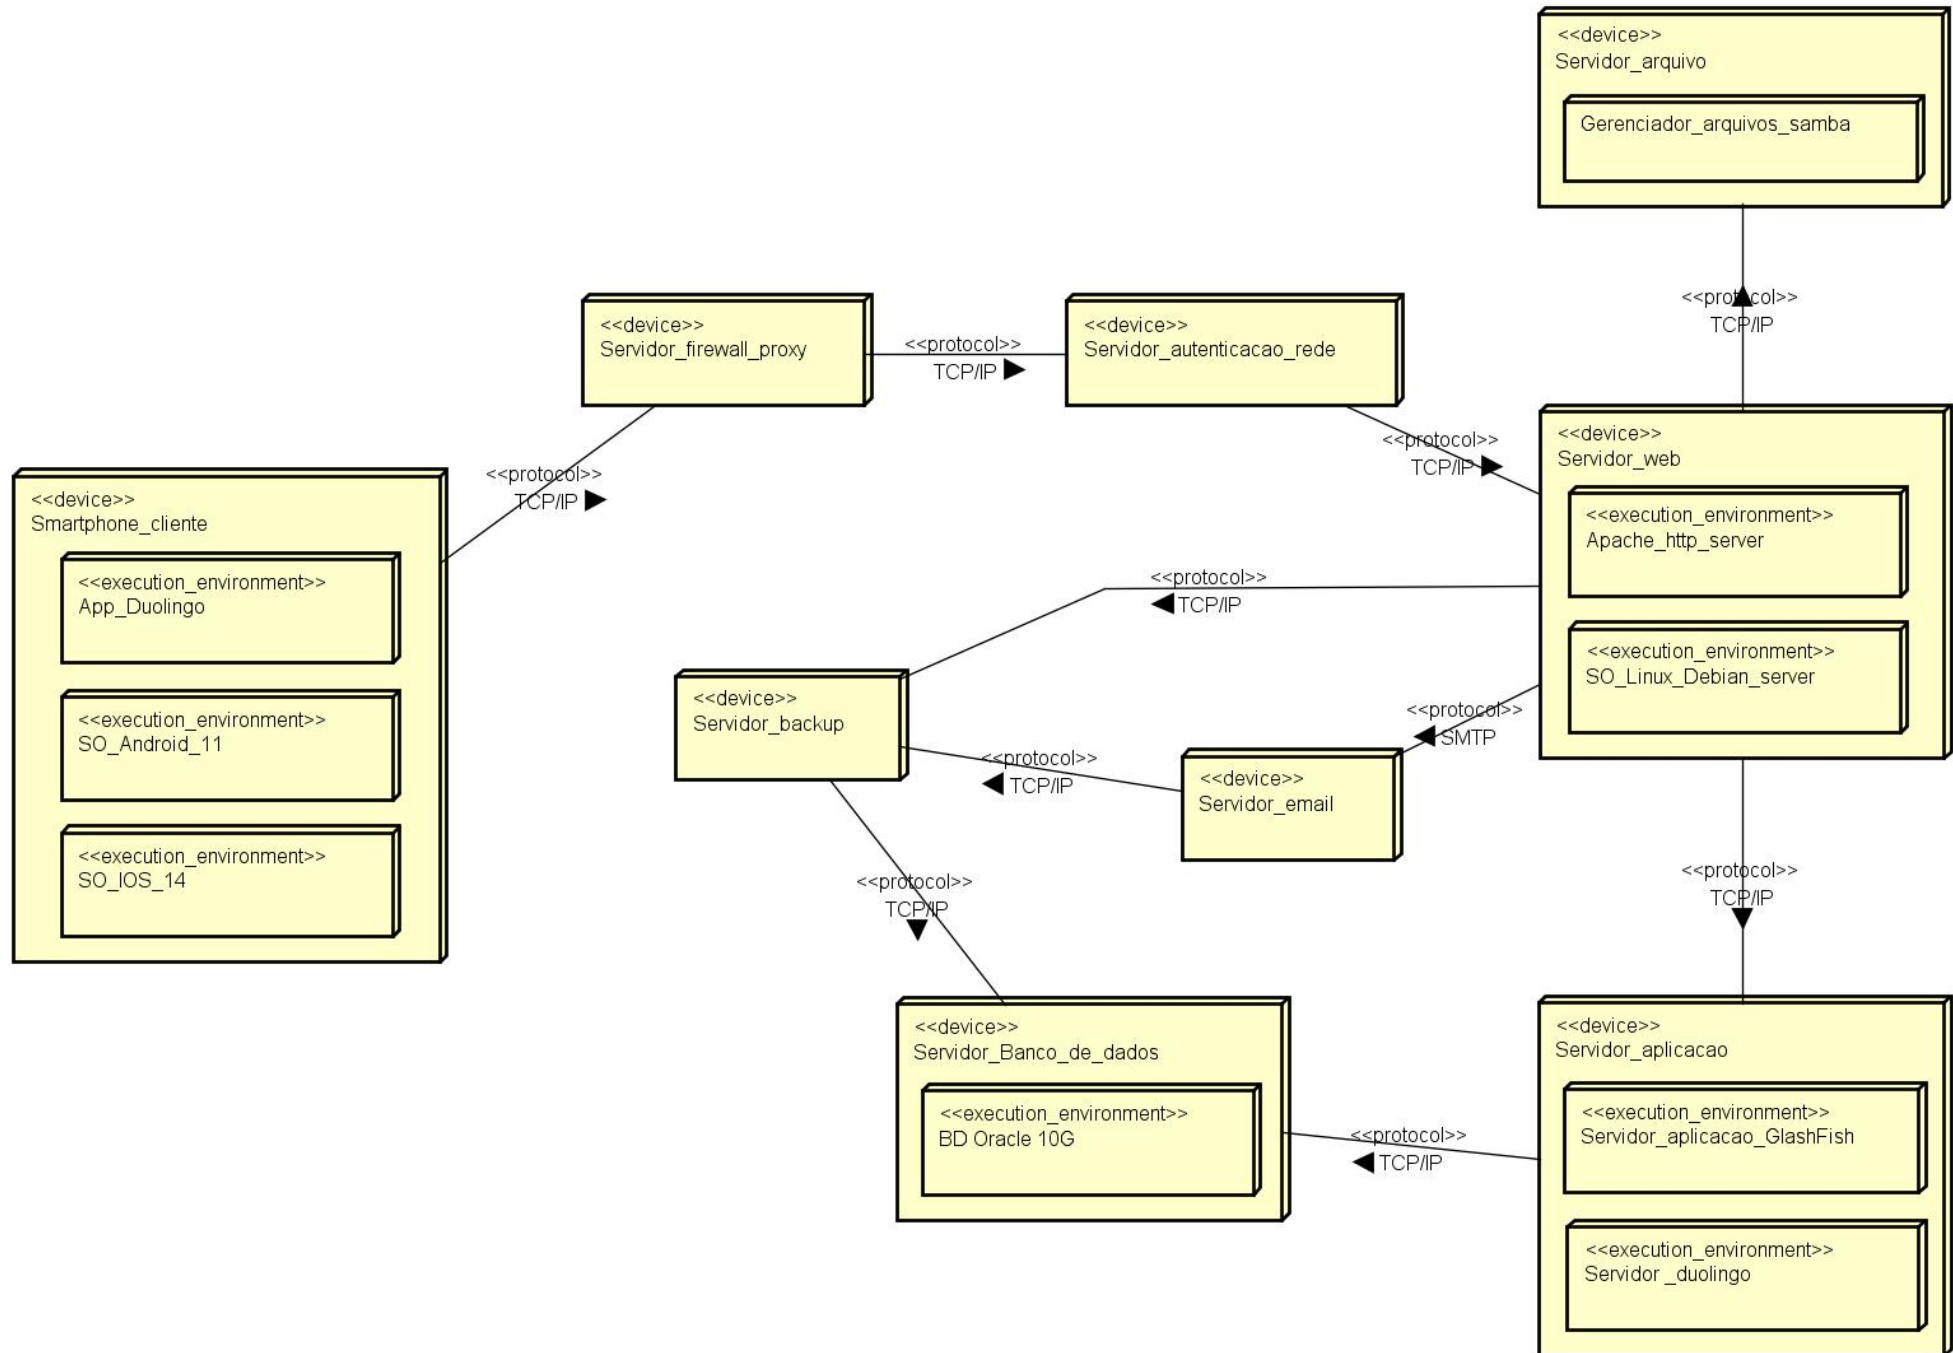 <<device>>
Servidor_arquivo
Gerenciador_arquivos_samba
<<protocol>>
TCP/IP
<<device>>
Servidor_firewall_proxy
<<protocol>>
TCP/IP
<<device>>
Servidor_autenticacao_rede
<<protocol>>
TCP/IP
<<device>>
Servidor_web
<<execution_environment>>
Apache_http_server
<<execution_environment>>
SO_Linux_Debian_server
<<protocol>>
TCP/IP
<<device>>
Smartphone_cliente
<<execution_environment>>
App_Duolingo
<<execution_environment>>
SO_Android_11
<<execution_environment>>
SO_IOS_14
<<protocol>>
TCP/IP
<<device>>
Servidor_backup
<<protocol>>
SMTP
<<protocol>>
TCP/IP
<<device>>
Servidor_email
<<protocol>>
TCP/IP
<<protocol>>
TCP/IP
<<device>>
Servidor_Banco_de_dados
<<execution_environment>>
BD Oracle 10G
<<protocol>>
TCP/IP
<<device>>
Servidor_aplicacao
<<execution_environment>>
Servidor_aplicacao_GlashFish
<<execution_environment>>
Servidor _duolingo